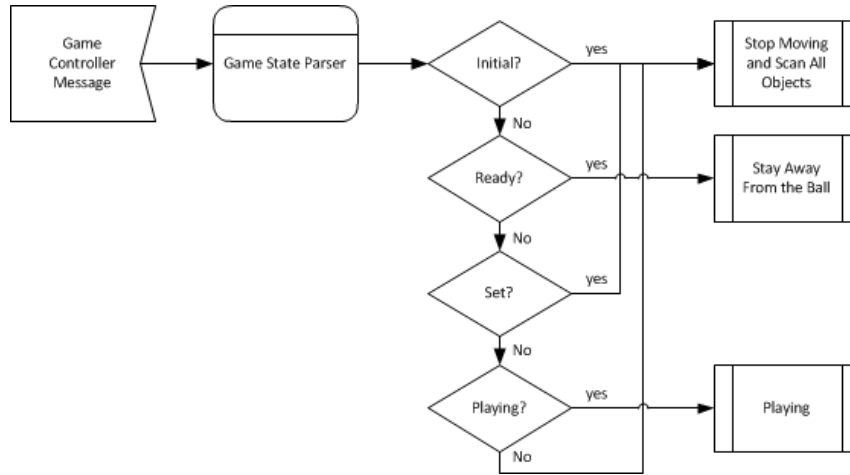 Game
Controller
Message
Game State Parser
Initial?
yes
Stop Moving
and Scan All
Objects
No
Ready?
yes
Stay Away
From the Ball
No
Set?
yes
No
Playing?
yes
Playing
No